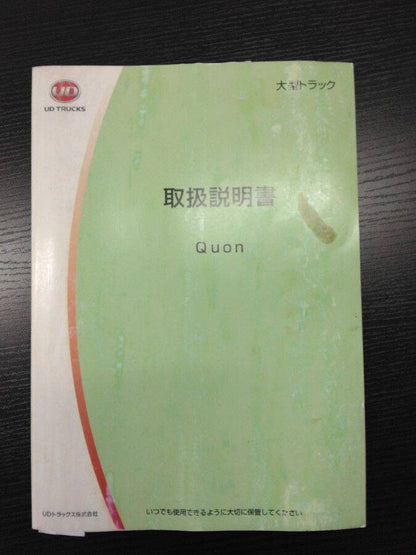 UD
UD TRUCKS
大型トラック
取扱説明書
Quon
UDトラックス株式会社
いつでも使用できるように大切に保管してください